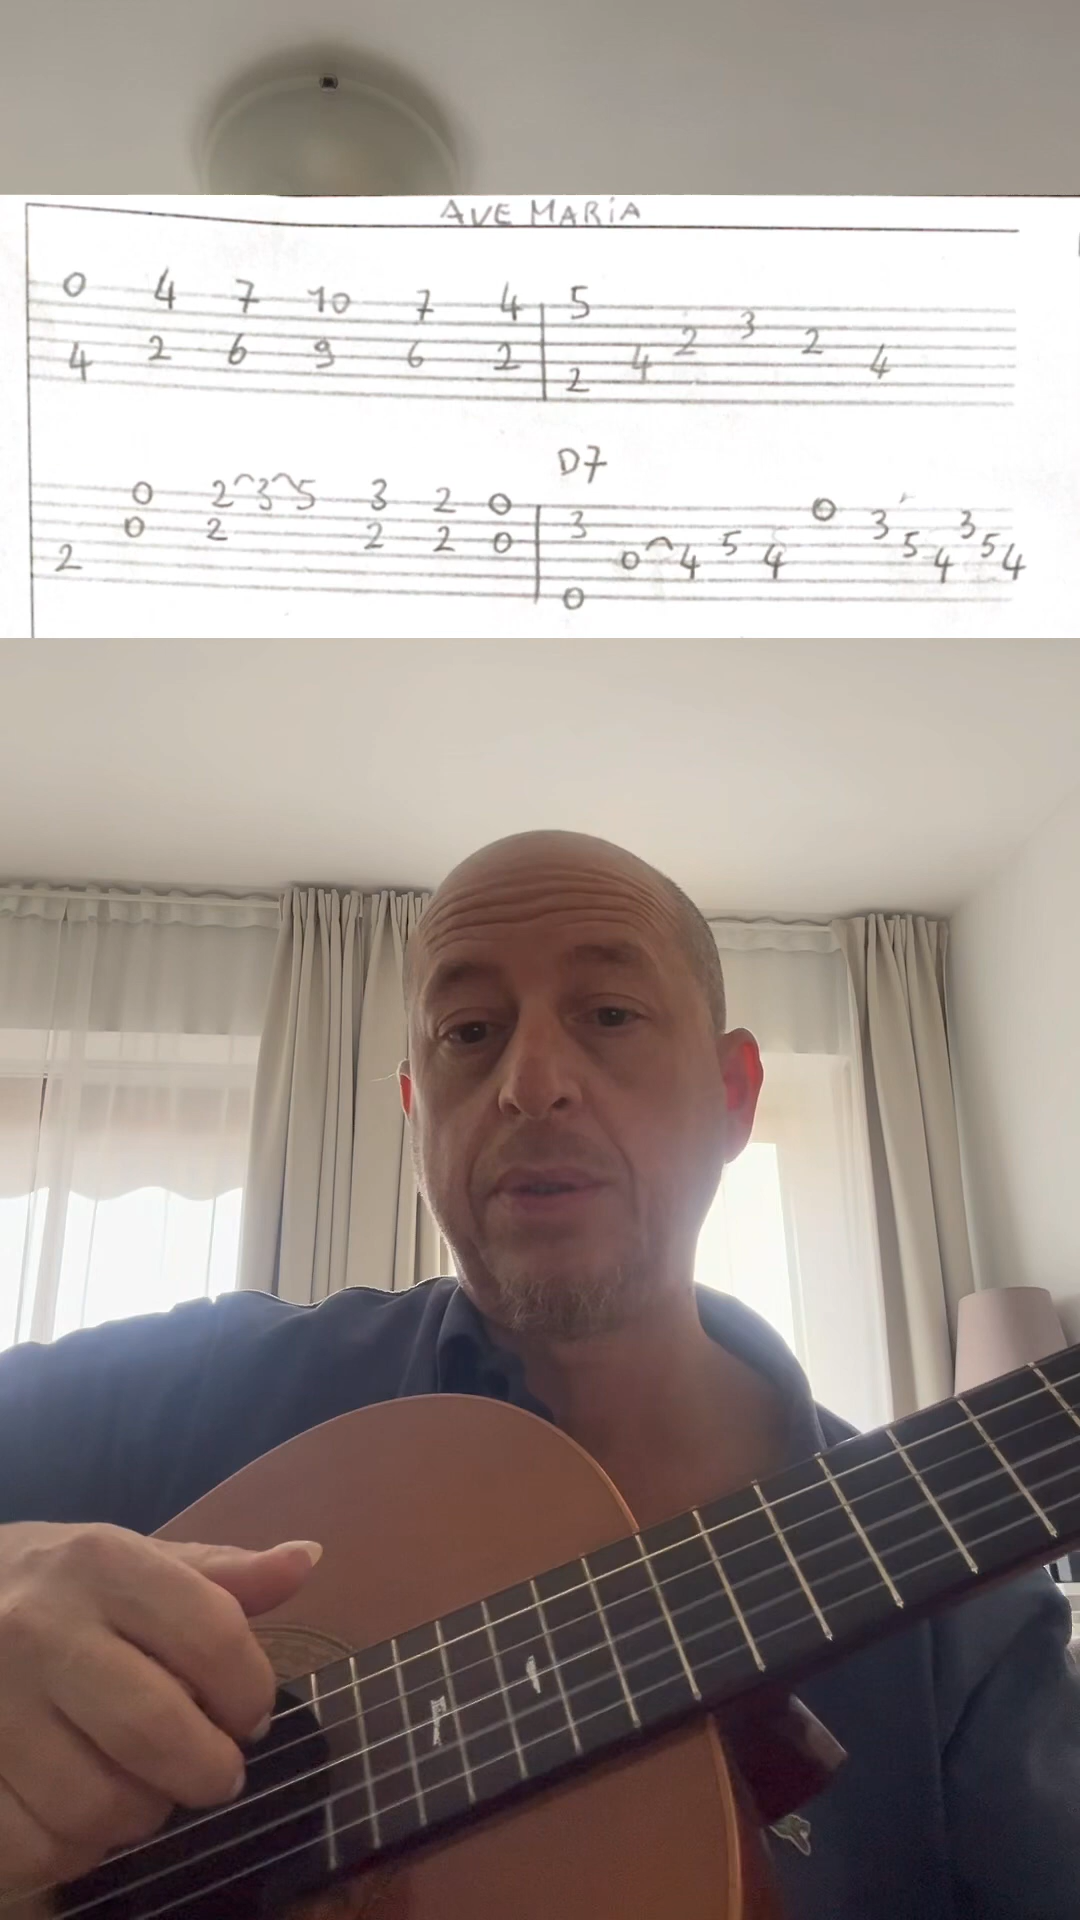 AVE MARiA
0 4 7 10 7 4 5
3
2 2
4 2 6 9 6 2 4 4
2
D7
0 2 3 5 3 2 0 0
0 2 2 2 0 3 3 3
5 5 5
2 0 4 4 4 4
0